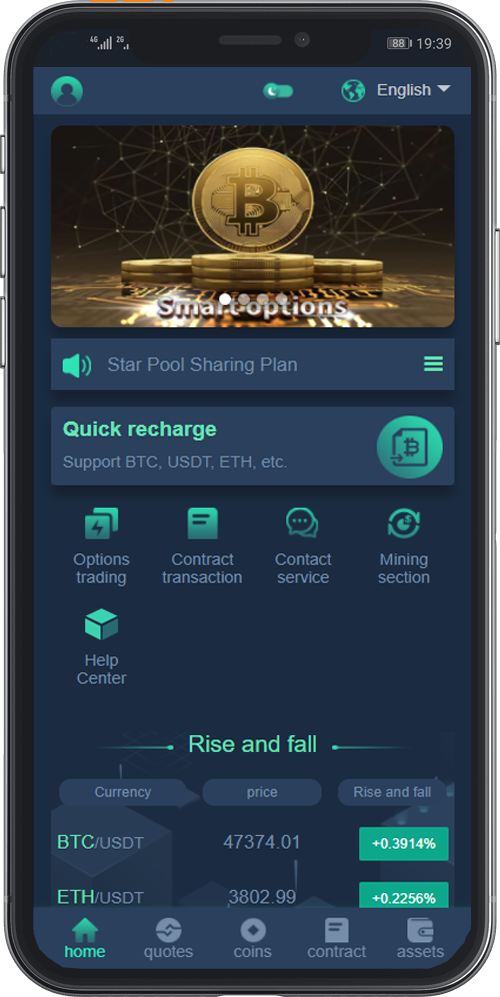 4G 2G 88 19:39
English
Smart options
Star Pool Sharing Plan
Quick recharge
Support BTC, USDT, ETH, etc.
Options
trading
Contract
transaction
Contact
service
Mining
section
Help
Center
Rise and fall
Currency price Rise and fall
BTC/USDT 47374.01 +0.3914%
ETH/USDT 3802.99 +0.2256%
home quotes coins contract assets